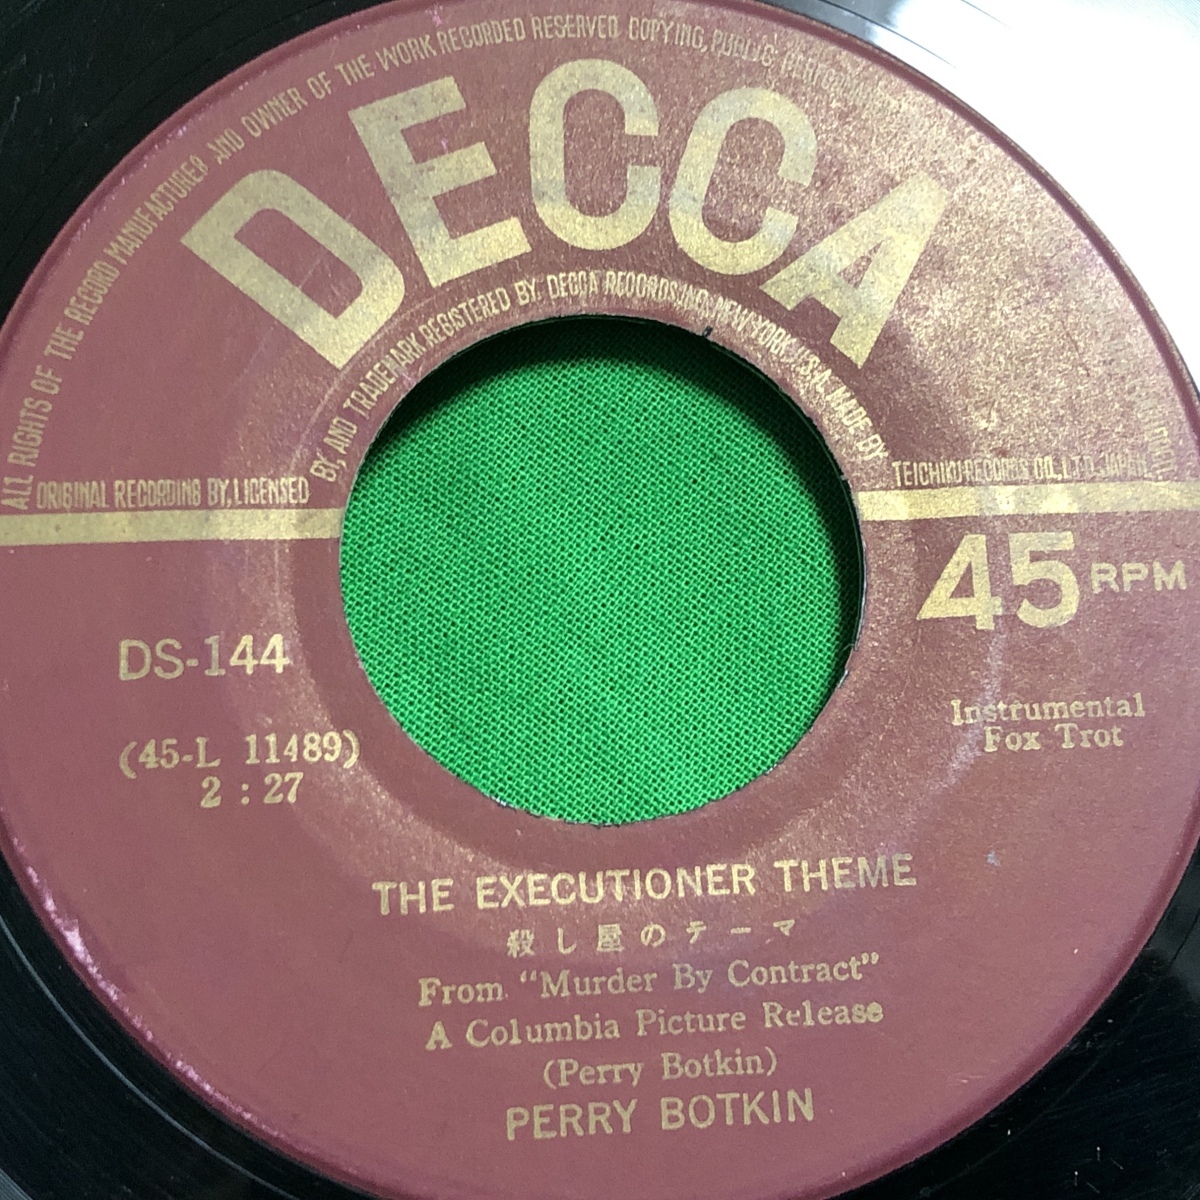 ALL RIGHTS OF THE RECORD MANUFACTURER AND OWNER OF THE WORK RECORDED RESERVED COPYING, PUBLIC
DECCA
ORIGINAL RECORDING BY, LICENSED BY, AND TRADEMARK REGISTERED BY. DECCA RECORDS, INC. NEW YORK U.S.A. MADE BY TEICHIKU RECORDS CO., LTD. JAPAN
45 RPM
DS-144
(45-L 11489)
2 : 27
Instrumental
Fox Trot
THE EXECUTIONER THEME
殺し屋のテーマ
From "Murder By Contract"
A Columbia Picture Release
(Perry Botkin)
PERRY BOTKIN